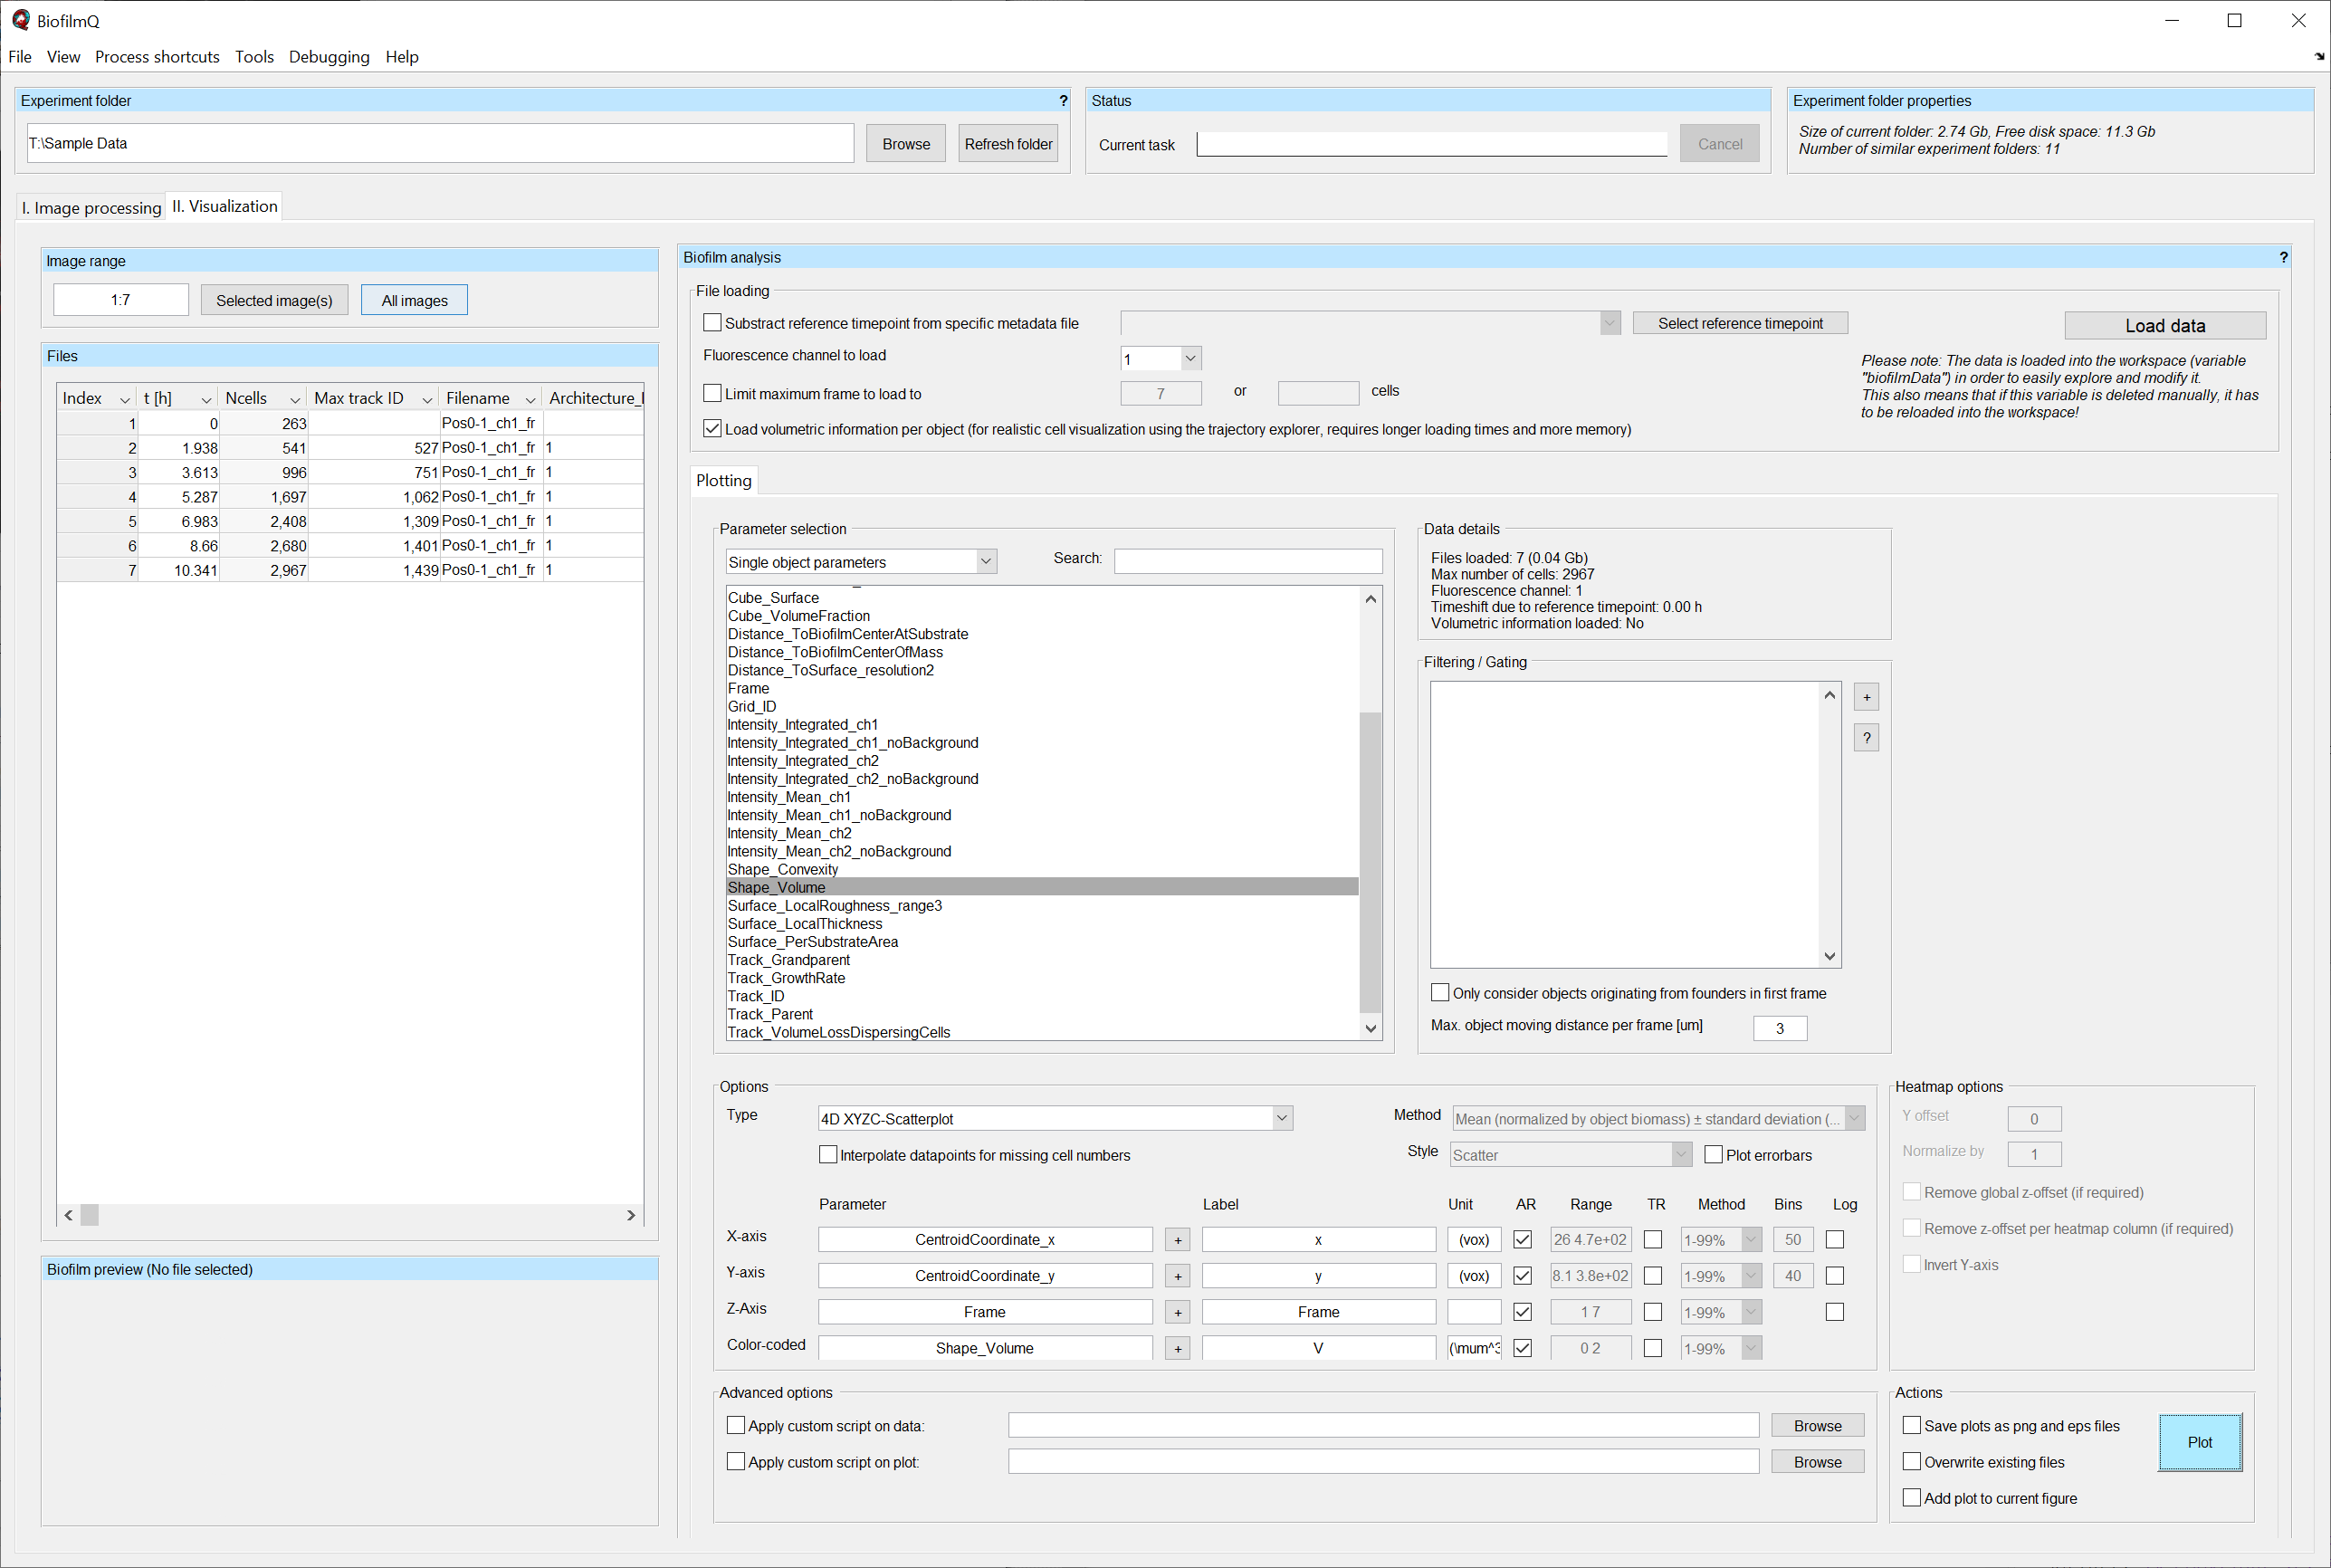 BiofilmQ
File View Process shortcuts Tools Debugging Help
Experiment folder ?
T:\Sample Data Browse Refresh folder
Status
Current task Cancel
Experiment folder properties
Size of current folder: 2.74 Gb, Free disk space: 11.3 Gb
Number of similar experiment folders: 11
I. Image processing II. Visualization
Image range
1:7 Selected image(s) All images
Files
Index t [h] Ncells Max track ID Filename Architecture_
1 0 263 Pos0-1_ch1_fr
2 1.938 541 527 Pos0-1_ch1_fr 1
3 3.613 996 751 Pos0-1_ch1_fr 1
4 5.287 1,697 1,062 Pos0-1_ch1_fr 1
5 6.983 2,408 1,309 Pos0-1_ch1_fr 1
6 8.66 2,680 1,401 Pos0-1_ch1_fr 1
7 10.341 2,967 1,439 Pos0-1_ch1_fr 1
Biofilm preview (No file selected)
Biofilm analysis ?
File loading
Substract reference timepoint from specific metadata file Select reference timepoint Load data
Fluorescence channel to load 1
Limit maximum frame to load to 7 or cells
Load volumetric information per object (for realistic cell visualization using the trajectory explorer, requires longer loading times and more memory)
Please note: The data is loaded into the workspace (variable
"biofilmData") in order to easily explore and modify it.
This also means that if this variable is deleted manually, it has
to be reloaded into the workspace!
Plotting
Parameter selection
Single object parameters Search:
Cube_Surface
Cube_VolumeFraction
Distance_ToBiofilmCenterAtSubstrate
Distance_ToBiofilmCenterOfMass
Distance_ToSurface_resolution2
Frame
Grid_ID
Intensity_Integrated_ch1
Intensity_Integrated_ch1_noBackground
Intensity_Integrated_ch2
Intensity_Integrated_ch2_noBackground
Intensity_Mean_ch1
Intensity_Mean_ch1_noBackground
Intensity_Mean_ch2
Intensity_Mean_ch2_noBackground
Shape_Convexity
Shape_Volume
Surface_LocalRoughness_range3
Surface_LocalThickness
Surface_PerSubstrateArea
Track_Grandparent
Track_GrowthRate
Track_ID
Track_Parent
Track_VolumeLossDispersingCells
Data details
Files loaded: 7 (0.04 Gb)
Max number of cells: 2967
Fluorescence channel: 1
Timeshift due to reference timepoint: 0.00 h
Volumetric information loaded: No
Filtering / Gating
+
?
Only consider objects originating from founders in first frame
Max. object moving distance per frame [um] 3
Options
Type 4D XYZC-Scatterplot Method Mean (normalized by object biomass) ± standard deviation (...
Interpolate datapoints for missing cell numbers Style Scatter Plot errorbars
Parameter Label Unit AR Range TR Method Bins Log
X-axis CentroidCoordinate_x + x (vox) 26 4.7e+02 1-99% 50
Y-axis CentroidCoordinate_y + y (vox) 8.1 3.8e+02 1-99% 40
Z-Axis Frame + Frame 1 7 1-99%
Color-coded Shape_Volume + V (\mum^3 0 2 1-99%
Heatmap options
Y offset 0
Normalize by 1
Remove global z-offset (if required)
Remove z-offset per heatmap column (if required)
Invert Y-axis
Advanced options
Apply custom script on data: Browse
Apply custom script on plot: Browse
Actions
Save plots as png and eps files
Overwrite existing files
Add plot to current figure
Plot